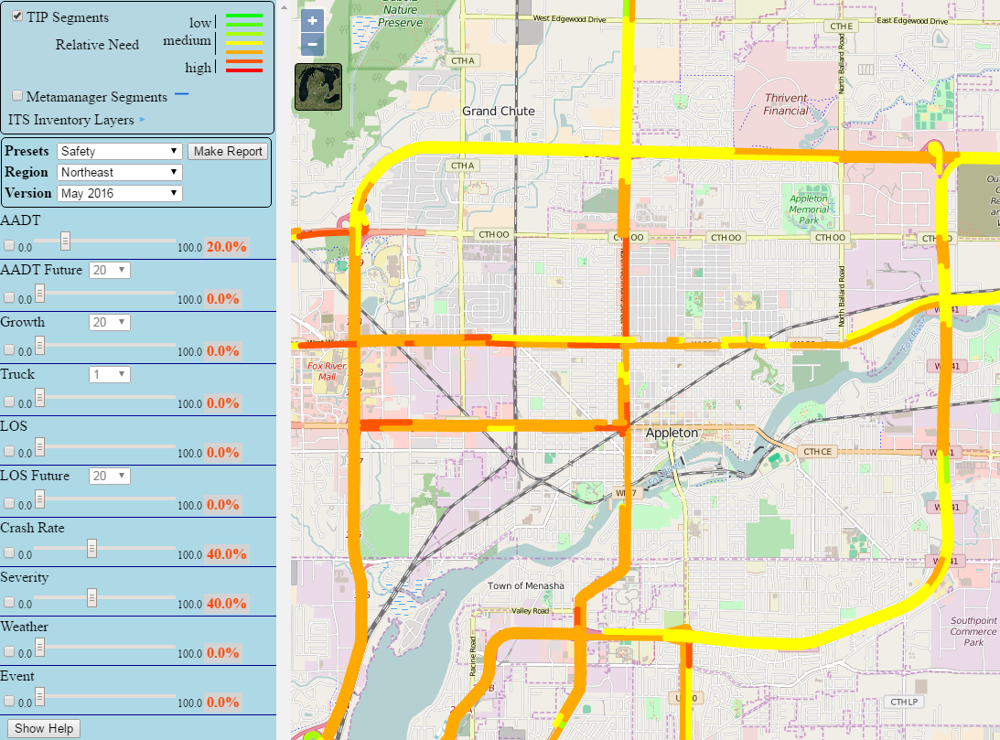 TIP Segments
low
Relative Need
medium
high
Metamanager Segments
ITS Inventory Layers
Presets Safety Make Report
Region Northeast
Version May 2016
AADT
0.0 100.0 20.0%
AADT Future 20
0.0 100.0 0.0%
Growth 20
0.0 100.0 0.0%
Truck 1
0.0 100.0 0.0%
LOS
0.0 100.0 0.0%
LOS Future 20
0.0 100.0 0.0%
Crash Rate
0.0 100.0 40.0%
Severity
0.0 100.0 40.0%
Weather
0.0 100.0 0.0%
Event
0.0 100.0 0.0%
Show Help
+
−
Nature
Preserve
West Edgewood Drive
East Edgewood Drive
CTH E
CTH A
North Ballard Road
Thrivent
Financial
Grand Chute
CTH A
Appleton
Memorial
Park
CTH OO
CTH OO
CTH OO
North Ballard Road
Fox River
Fox River
Mall
Appleton
CTH CE
Town of Menasha
Valley Road
Racine Road
Southpoint
Commerce
Park
CTH LP